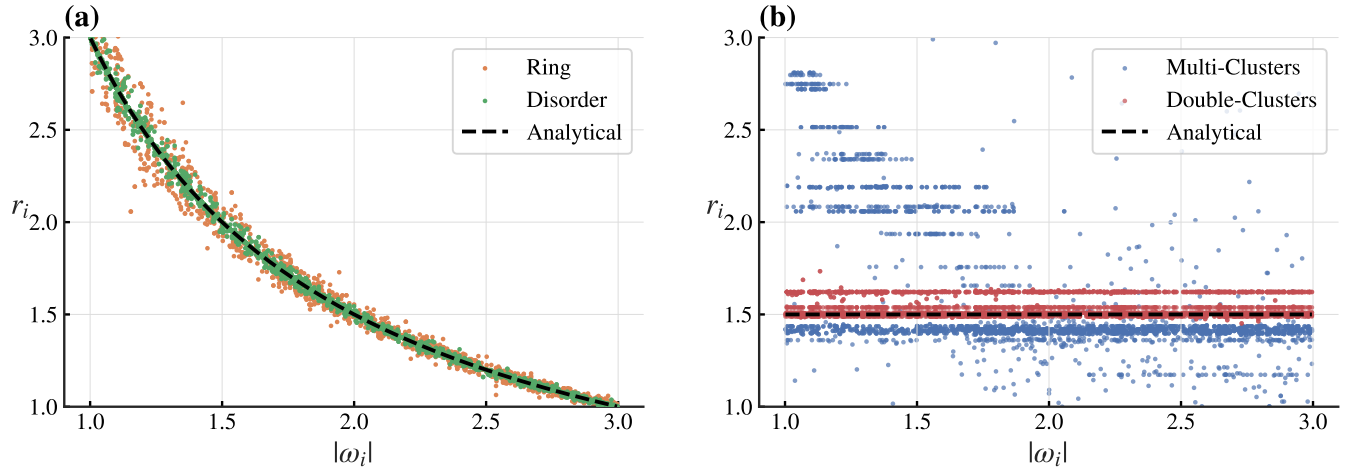 (a)
3.0
2.5
2.0
1.5
1.0
r_i
Ring
Disorder
Analytical
1.0 1.5 2.0 2.5 3.0
|ω_i|
(b)
3.0
2.5
2.0
1.5
1.0
r_i
Multi-Clusters
Double-Clusters
Analytical
1.0 1.5 2.0 2.5 3.0
|ω_i|